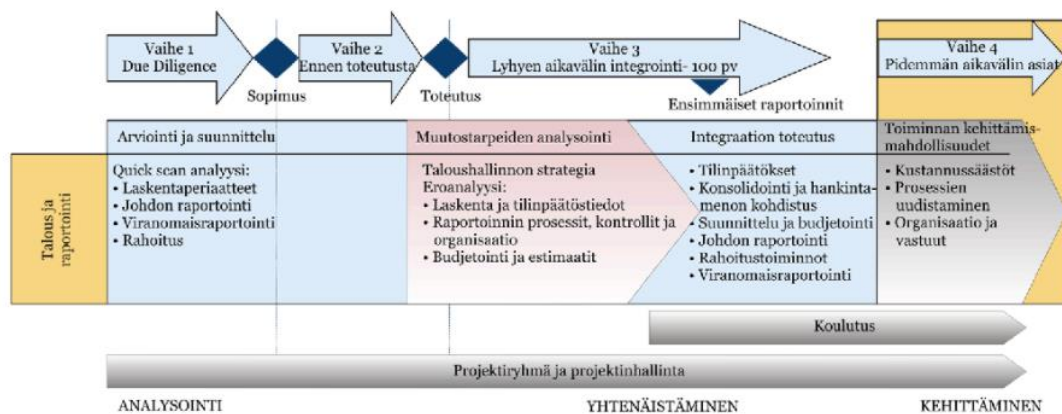 Vaihe 1
Due Diligence
Vaihe 2
Ennen toteutusta
Vaihe 3
Lyhyen aikavälin integrointi- 100 pv
Vaihe 4
Pidemmän aikavälin asiat
Sopimus
Toteutus
Ensimmäiset raportoinnit
Talous ja
raportointi
Arviointi ja suunnittelu
Quick scan analyysi:
• Laskentaperiaatteet
• Johdon raportointi
• Viranomaisraportointi
• Rahoitus
Muutostarpeiden analysointi
Taloushallinnon strategia
Eroanalyysi:
• Laskenta ja tilinpäätöstiedot
• Raportoinnin prosessit, kontrollit ja
organisaatio
• Budjetointi ja estimaatit
Integraation toteutus
• Tilinpäätökset
• Konsolidointi ja hankinta-
menon kohdistus
• Suunnittelu ja budjetointi
• Johdon raportointi
• Rahoitustoiminnot
• Viranomaisraportointi
Toiminnan kehittämis-
mahdollisuudet
• Kustannussäästöt
• Prosessien
uudistaminen
• Organisaatio ja
vastuut
Koulutus
Projektiryhmä ja projektinhallinta
ANALYSOINTI
YHTENÄISTÄMINEN
KEHITTÄMINEN